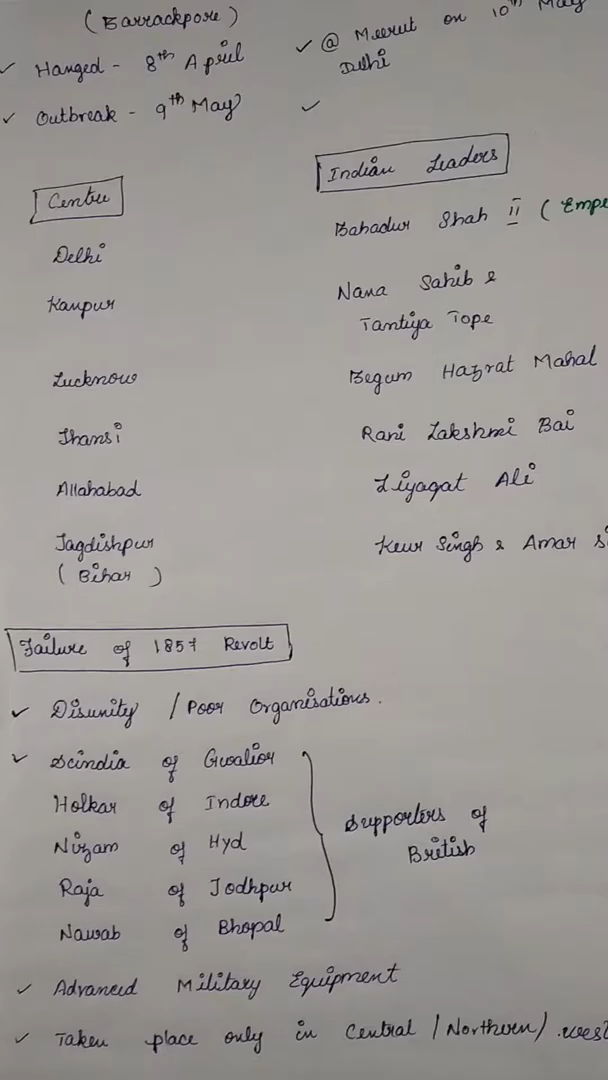 (Barrackpore)
✓ Hanged - 8th April
✓ Outbreak - 9th May
✓ @ Meerut on 10th May
Delhi
✓
Centre
Indian Leaders
Delhi
Bahadur Shah II (Empe
Kanpur
Nana Sahib &
Tantiya Tope
Lucknow
Begum Hazrat Mahal
Jhansi
Rani Lakshmi Bai
Allahabad
Liyaqat Ali
Jagdishpur
(Bihar)
Keur Singh & Amar Si
Failure of 1857 Revolt
✓ Disunity / Poor Organisations.
✓ Scindia of Gwalior
Holkar of Indore
Nizam of Hyd
Raja of Jodhpur
Nawab of Bhopal
Supporters of
British
✓ Advanced Military Equipment
✓ Taken place only in Central / Northern / west